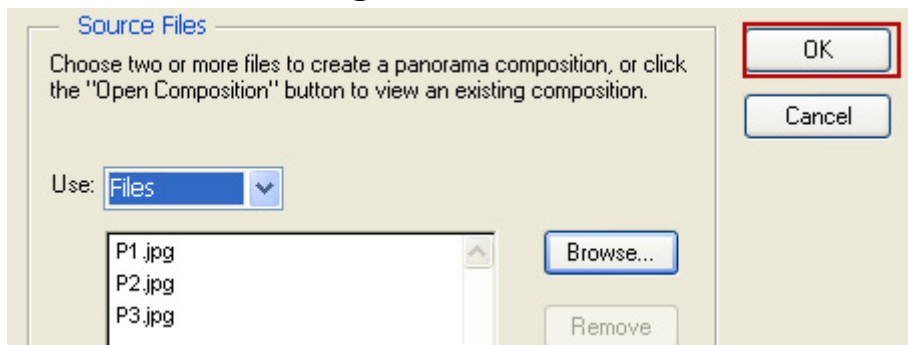 Source Files
Choose two or more files to create a panorama composition, or click
the "Open Composition" button to view an existing composition.
OK
Cancel
Use: Files
P1.jpg
P2.jpg
P3.jpg
Browse...
Remove